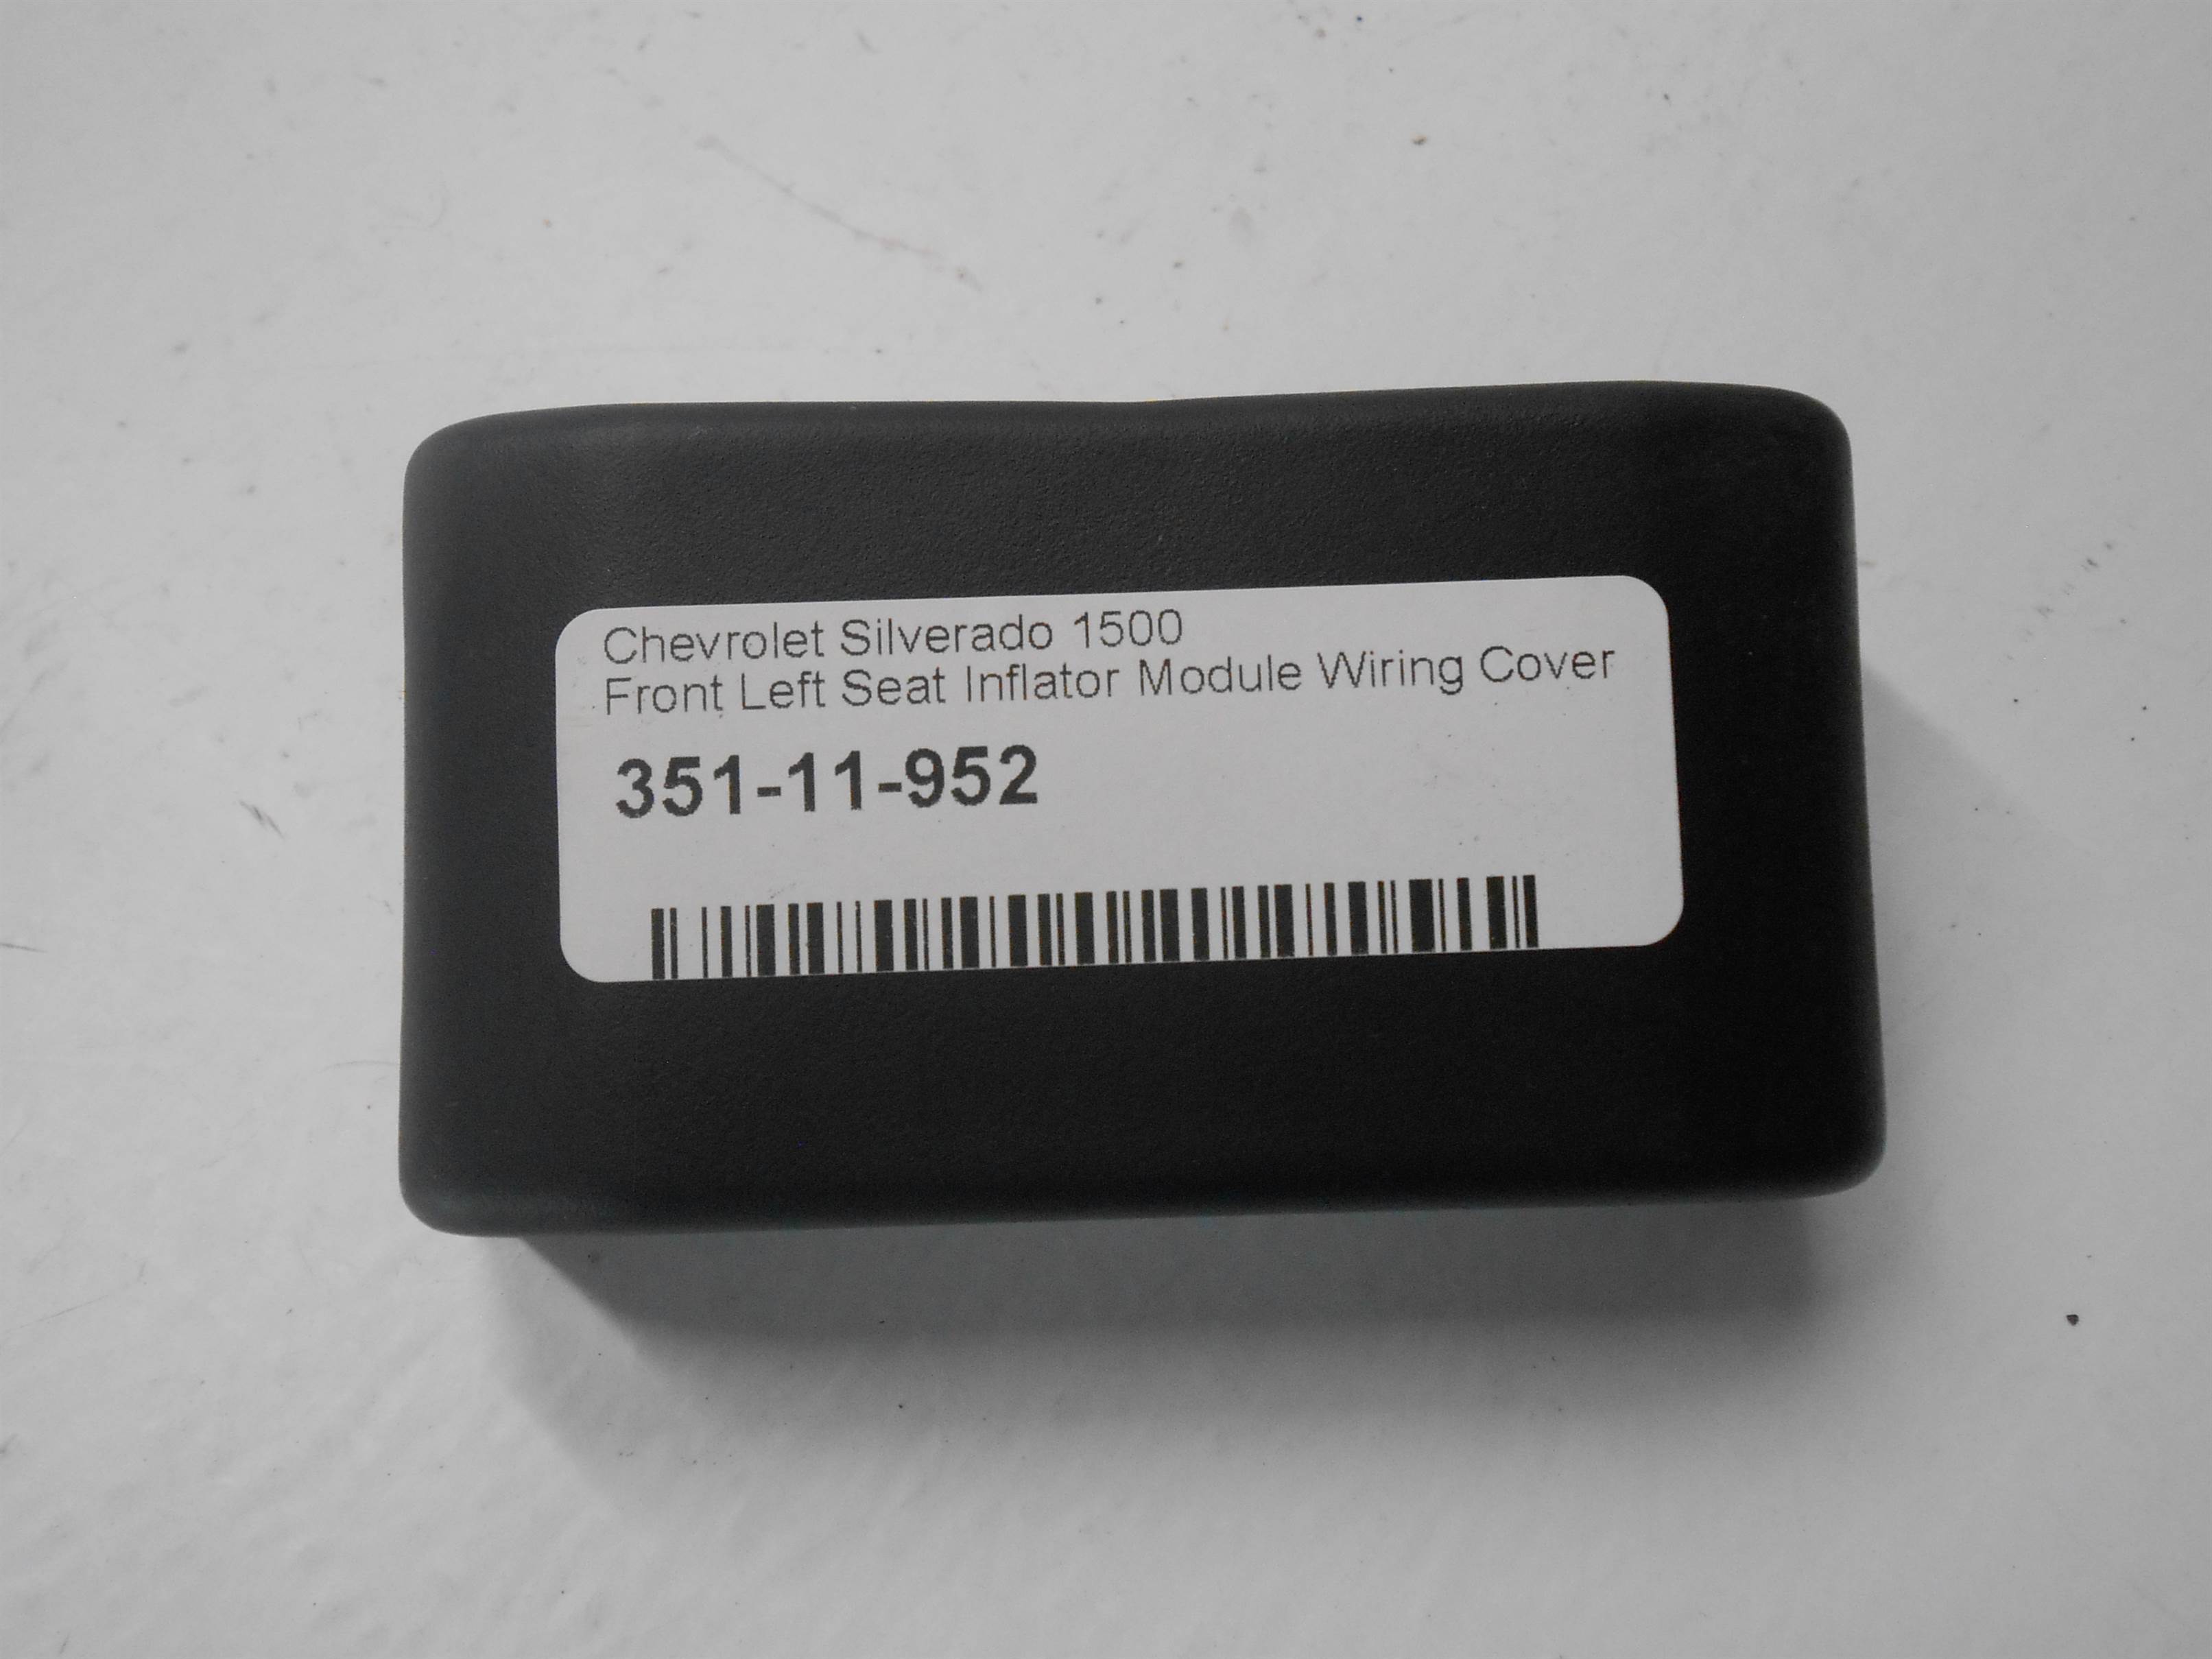 Chevrolet Silverado 1500
Front Left Seat Inflator Module Wiring Cover
351-11-952